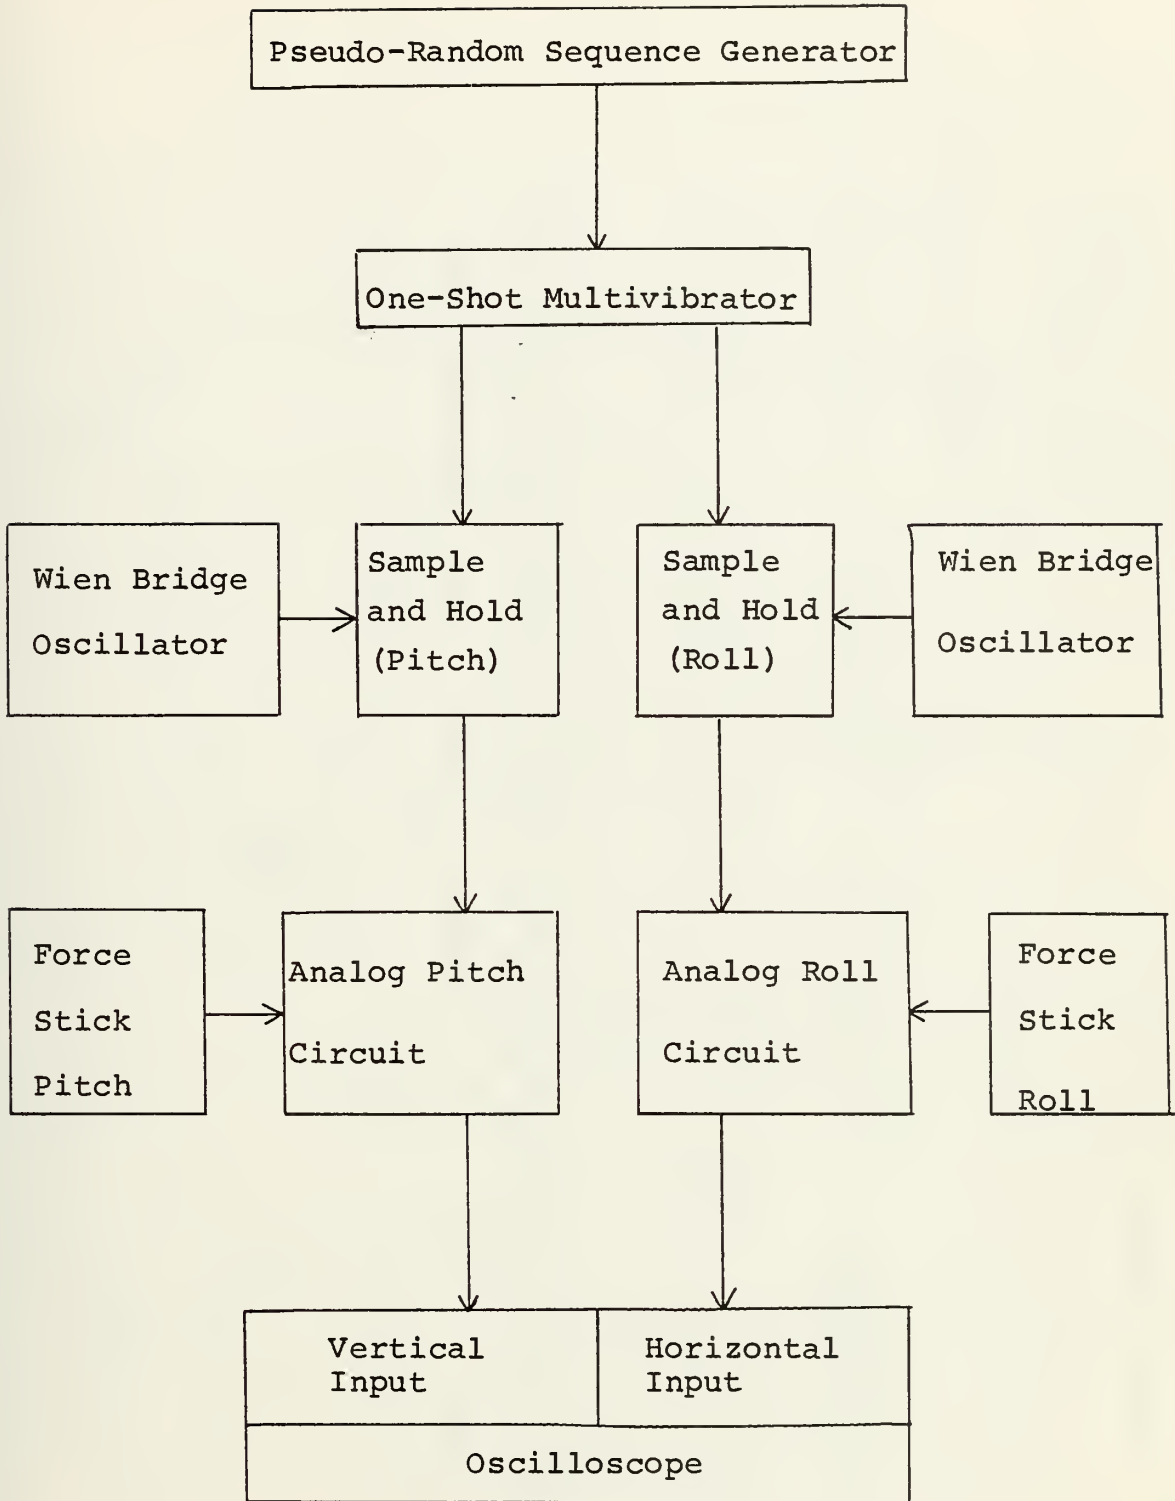 Pseudo-Random Sequence Generator
One-Shot Multivibrator
Wien Bridge
Oscillator
Sample
and Hold
(Pitch)
Sample
and Hold
(Roll)
Wien Bridge
Oscillator
Force
Stick
Pitch
Analog Pitch
Circuit
Analog Roll
Circuit
Force
Stick
Roll
Vertical
Input
Horizontal
Input
Oscilloscope